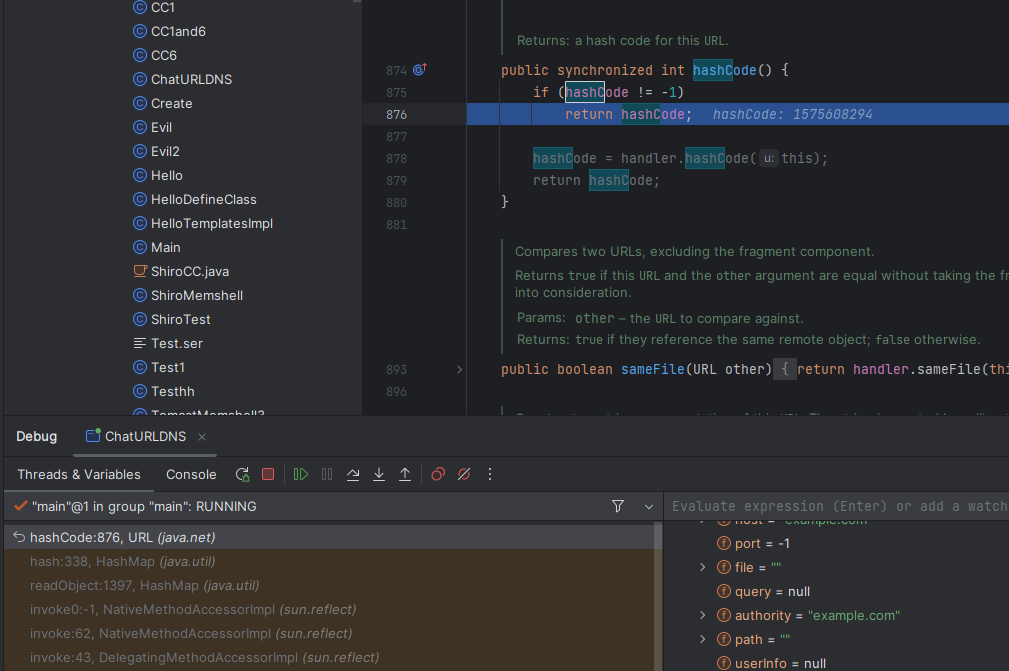 CC1
CC1and6
CC6
ChatURLDNS
Create
Evil
Evil2
Hello
HelloDefineClass
HelloTemplatesImpl
Main
ShiroCC.java
ShiroMemshell
ShiroTest
Test.ser
Test1
Testhh
TomcatMemshell3
Returns: a hash code for this URL.
874 public synchronized int hashCode() {
875 if (hashCode != -1)
876 return hashCode; hashCode: 1575608294
877
878 hashCode = handler.hashCode( u: this);
879 return hashCode;
880 }
881
Compares two URLs, excluding the fragment component.
Returns true if this URL and the other argument are equal without taking the
into consideration.
Params: other – the URL to compare against.
Returns: true if they reference the same remote object; false otherwise.
893 public boolean sameFile(URL other) { return handler.sameFile(
896
Debug ChatURLDNS
Threads & Variables Console
"main"@1 in group "main": RUNNING
hashCode:876, URL (java.net)
hash:338, HashMap (java.util)
readObject:1397, HashMap (java.util)
invoke0:-1, NativeMethodAccessorImpl (sun.reflect)
invoke:62, NativeMethodAccessorImpl (sun.reflect)
invoke:43, DelegatingMethodAccessorImpl (sun.reflect)
Evaluate expression (Enter) or add a watch
host = "example.com"
port = -1
file = ""
query = null
authority = "example.com"
path = ""
userInfo = null